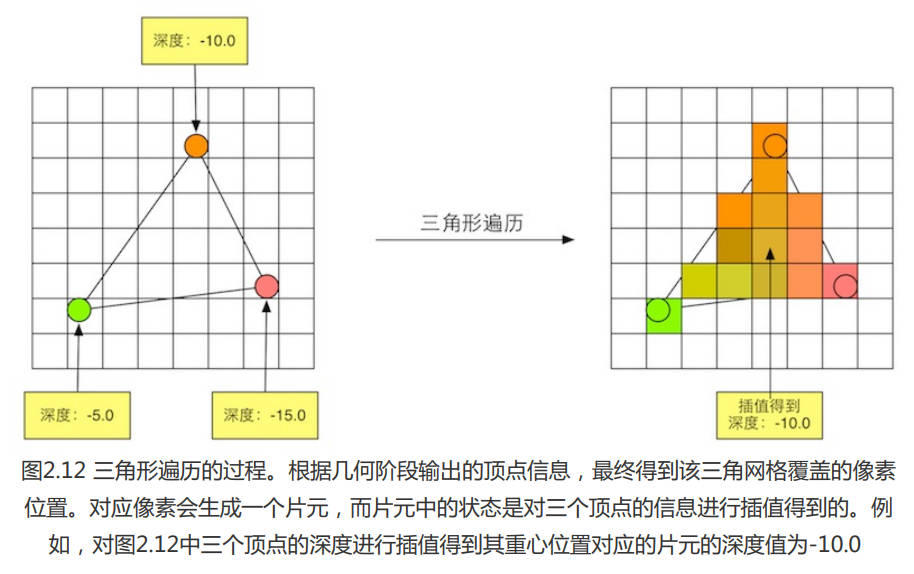 深度：-10.0
三角形遍历
深度：-5.0
深度：-15.0
插值得到
深度：-10.0
图2.12 三角形遍历的过程。根据几何阶段输出的顶点信息，最终得到该三角网格覆盖的像素
位置。对应像素会生成一个片元，而片元中的状态是对三个顶点的信息进行插值得到的。例
如，对图2.12中三个顶点的深度进行插值得到其重心位置对应的片元的深度值为-10.0